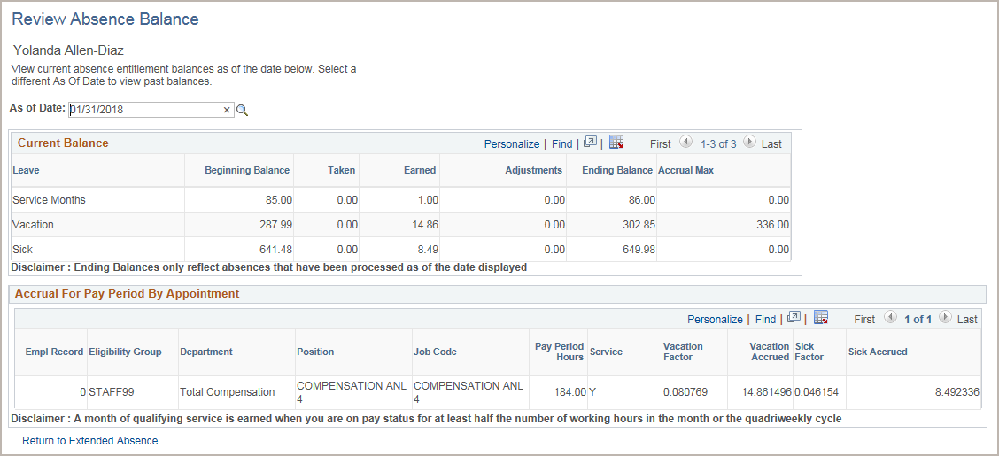 Review Absence Balance
Yolanda Allen-Diaz
View current absence entitlement balances as of the date below. Select a
different As Of Date to view past balances.
As of Date: 01/31/2018 ×
Current Balance Personalize | Find | | First 1-3 of 3 Last
Leave Beginning Balance Taken Earned Adjustments Ending Balance Accrual Max
Service Months 85.00 0.00 1.00 0.00 86.00 0.00
Vacation 287.99 0.00 14.86 0.00 302.85 336.00
Sick 641.48 0.00 8.49 0.00 649.98 0.00
Disclaimer : Ending Balances only reflect absences that have been processed as of the date displayed
Accrual For Pay Period By Appointment
Personalize | Find | | First 1 of 1 Last
Empl Record Eligibility Group Department Position Job Code Pay Period Hours Service Vacation Factor Vacation Accrued Sick Factor Sick Accrued
0 STAFF99 Total Compensation COMPENSATION ANL 4 COMPENSATION ANL 4 184.00 Y 0.080769 14.861496 0.046154 8.492336
Disclaimer : A month of qualifying service is earned when you are on pay status for at least half the number of working hours in the month or the quadriweekly cycle
Return to Extended Absence